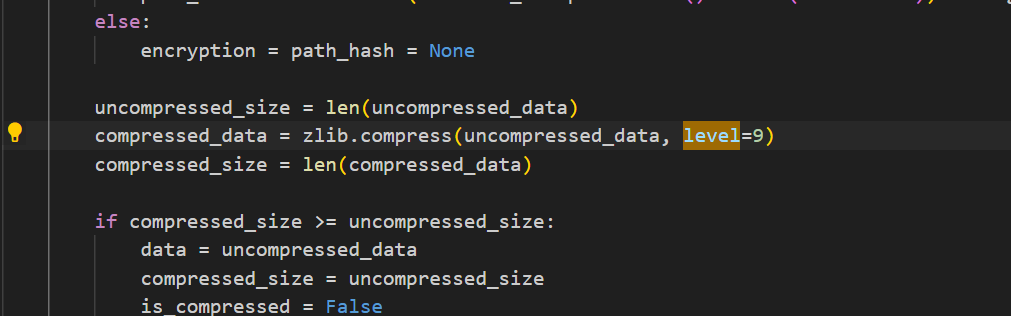 else:
encryption = path_hash = None
uncompressed_size = len(uncompressed_data)
compressed_data = zlib.compress(uncompressed_data, level=9)
compressed_size = len(compressed_data)
if compressed_size >= uncompressed_size:
data = uncompressed_data
compressed_size = uncompressed_size
is_compressed = False